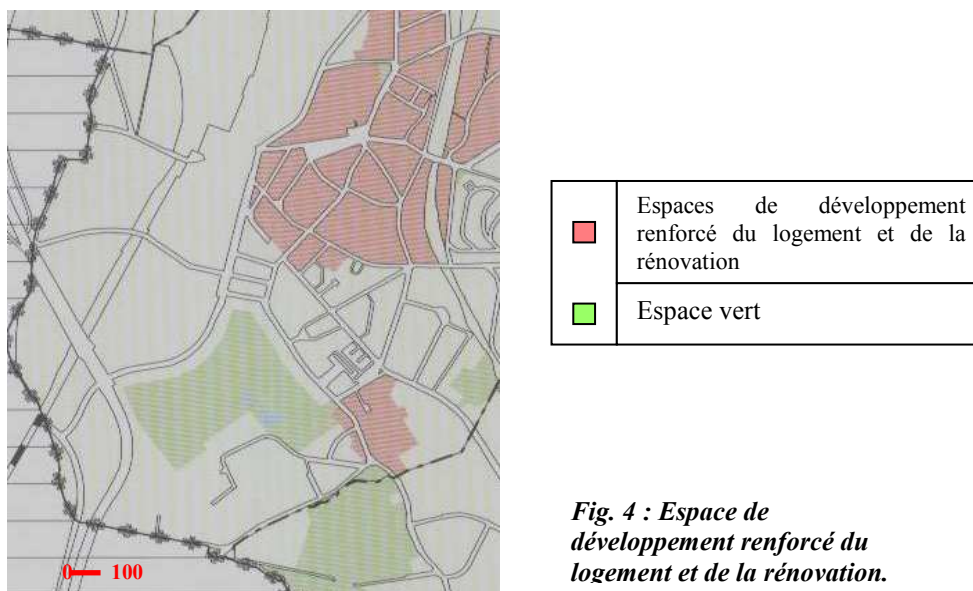 Espaces de développement
renforcé du logement et de la
rénovation
Espace vert
Fig. 4 : Espace de
développement renforcé du
logement et de la rénovation.
0 100